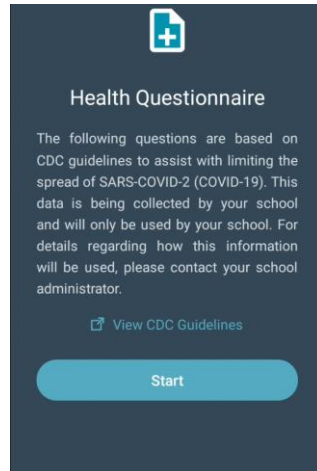 Health Questionnaire
The following questions are based on
CDC guidelines to assist with limiting the
spread of SARS-COVID-2 (COVID-19). This
data is being collected by your school
and will only be used by your school. For
details regarding how this information
will be used, please contact your school
administrator.
View CDC Guidelines
Start